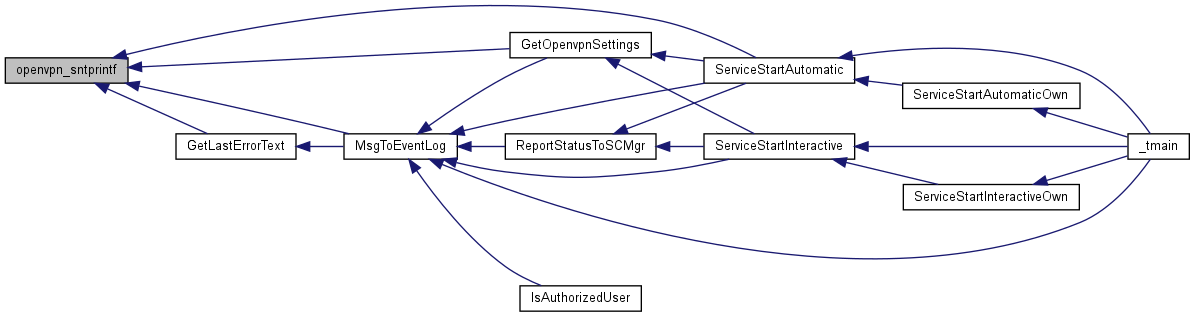 openvpn_sntprintf
GetLastErrorText
GetOpenvpnSettings
MsgToEventLog
ReportStatusToSCMgr
IsAuthorizedUser
ServiceStartAutomatic
ServiceStartInteractive
ServiceStartAutomaticOwn
ServiceStartInteractiveOwn
_tmain